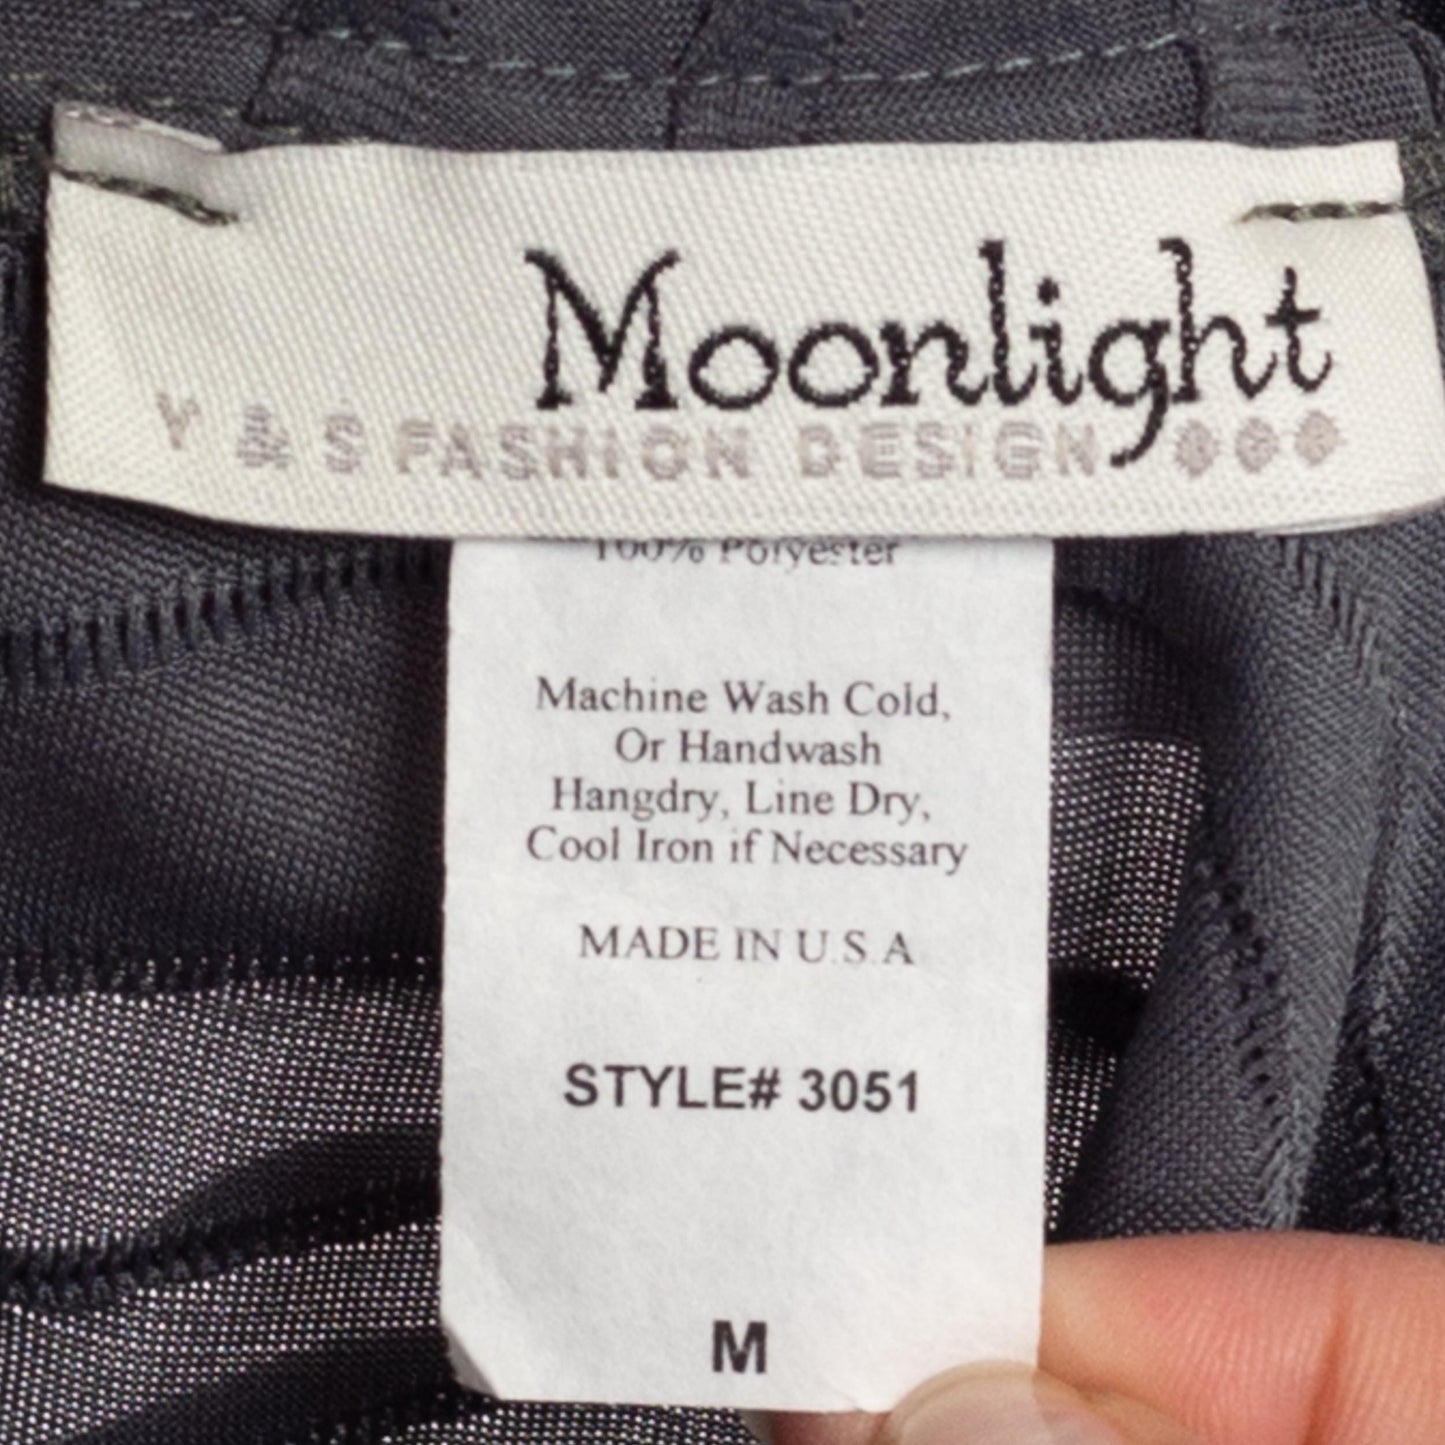 Moonlight
Y & S FASHION DESIGN
100% Polyester
Machine Wash Cold,
Or Handwash
Hangdry, Line Dry,
Cool Iron if Necessary
MADE IN U.S.A
STYLE# 3051
M